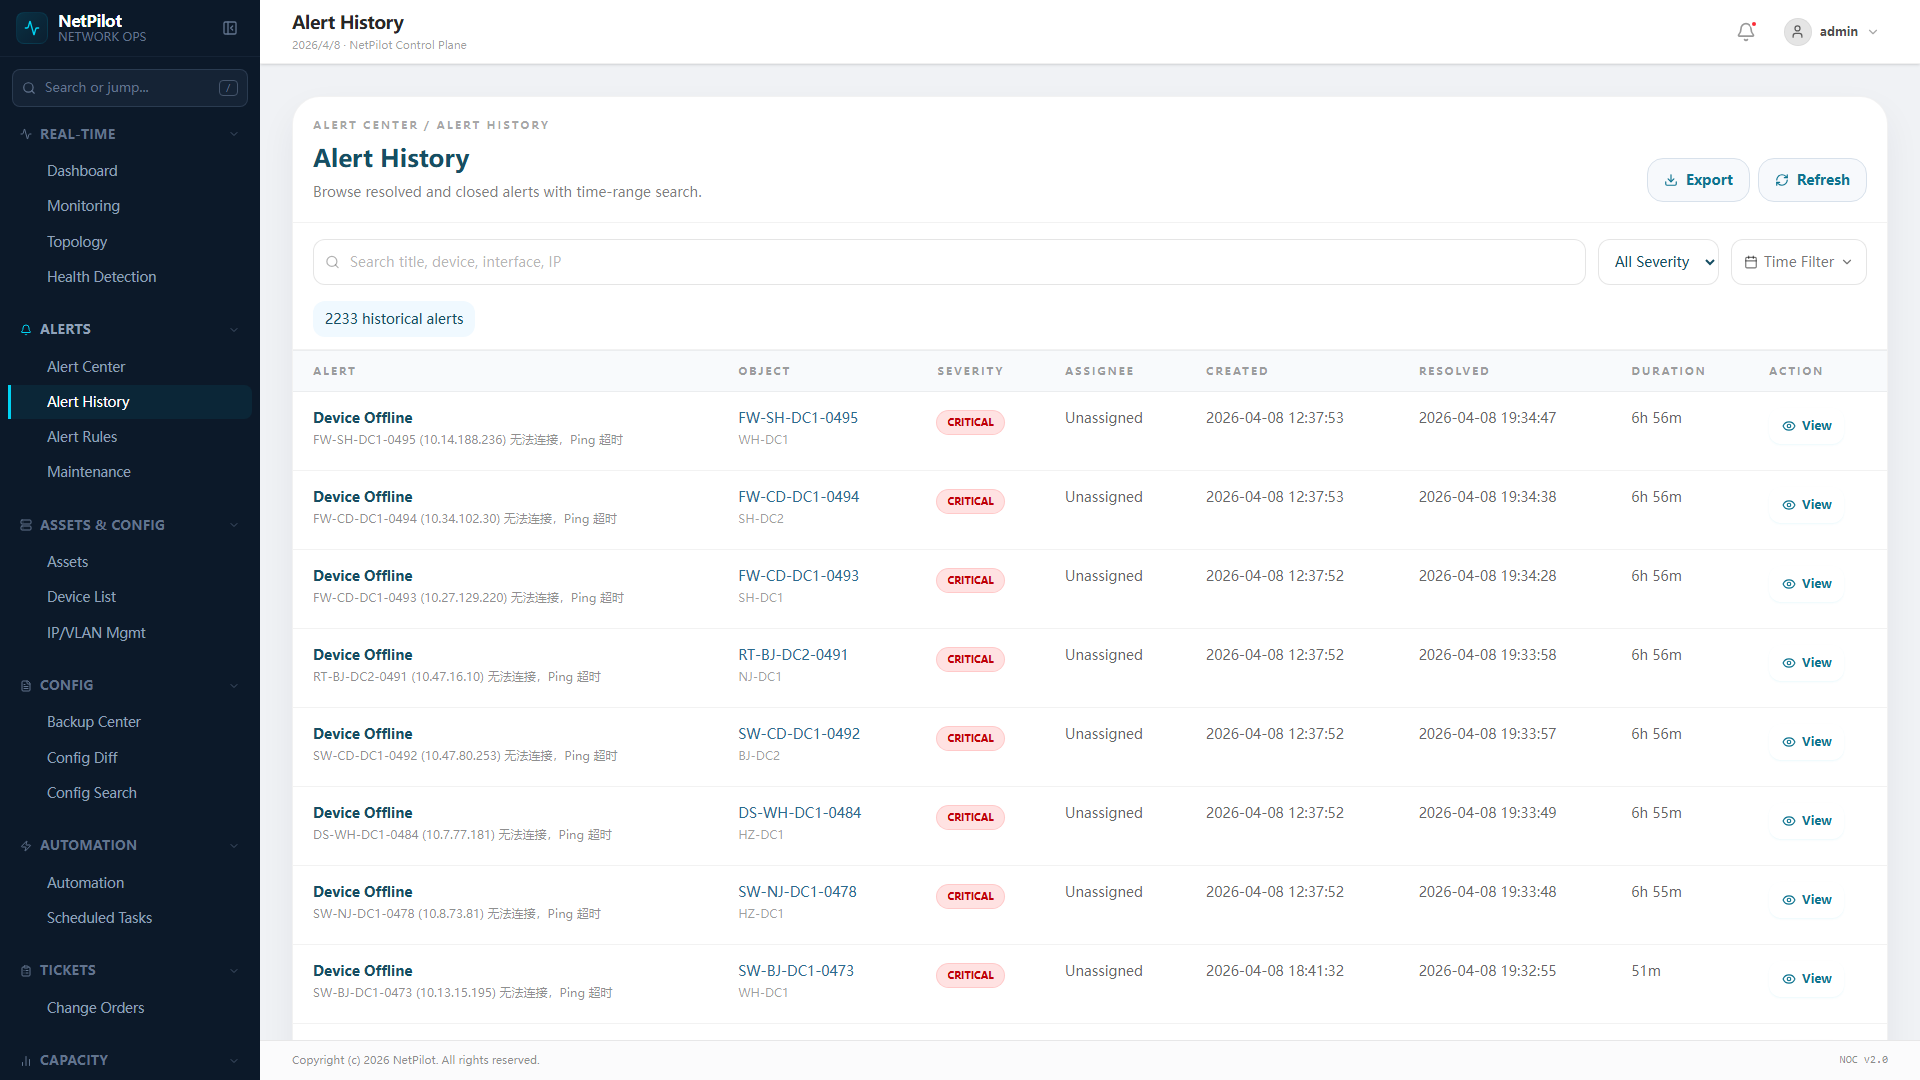 NetPilot
NETWORK OPS
Search or jump...
/
REAL-TIME
Dashboard
Monitoring
Topology
Health Detection
ALERTS
Alert Center
Alert History
Alert Rules
Maintenance
ASSETS & CONFIG
Assets
Device List
IP/VLAN Mgmt
CONFIG
Backup Center
Config Diff
Config Search
AUTOMATION
Automation
Scheduled Tasks
TICKETS
Change Orders
CAPACITY
Alert History
2026/4/8 · NetPilot Control Plane
admin
ALERT CENTER / ALERT HISTORY
Alert History
Browse resolved and closed alerts with time-range search.
Export
Refresh
Search title, device, interface, IP
All Severity
Time Filter
2233 historical alerts
ALERT OBJECT SEVERITY ASSIGNEE CREATED RESOLVED DURATION ACTION
Device Offline FW-SH-DC1-0495 CRITICAL Unassigned 2026-04-08 12:37:53 2026-04-08 19:34:47 6h 56m View
FW-SH-DC1-0495 (10.14.188.236) 无法连接，Ping 超时 WH-DC1
Device Offline FW-CD-DC1-0494 CRITICAL Unassigned 2026-04-08 12:37:53 2026-04-08 19:34:38 6h 56m View
FW-CD-DC1-0494 (10.34.102.30) 无法连接，Ping 超时 SH-DC2
Device Offline FW-CD-DC1-0493 CRITICAL Unassigned 2026-04-08 12:37:52 2026-04-08 19:34:28 6h 56m View
FW-CD-DC1-0493 (10.27.129.220) 无法连接，Ping 超时 SH-DC1
Device Offline RT-BJ-DC2-0491 CRITICAL Unassigned 2026-04-08 12:37:52 2026-04-08 19:33:58 6h 56m View
RT-BJ-DC2-0491 (10.47.16.10) 无法连接，Ping 超时 NJ-DC1
Device Offline SW-CD-DC1-0492 CRITICAL Unassigned 2026-04-08 12:37:52 2026-04-08 19:33:57 6h 56m View
SW-CD-DC1-0492 (10.47.80.253) 无法连接，Ping 超时 BJ-DC2
Device Offline DS-WH-DC1-0484 CRITICAL Unassigned 2026-04-08 12:37:52 2026-04-08 19:33:49 6h 55m View
DS-WH-DC1-0484 (10.7.77.181) 无法连接，Ping 超时 HZ-DC1
Device Offline SW-NJ-DC1-0478 CRITICAL Unassigned 2026-04-08 12:37:52 2026-04-08 19:33:48 6h 55m View
SW-NJ-DC1-0478 (10.8.73.81) 无法连接，Ping 超时 HZ-DC1
Device Offline SW-BJ-DC1-0473 CRITICAL Unassigned 2026-04-08 18:41:32 2026-04-08 19:32:55 51m View
SW-BJ-DC1-0473 (10.13.15.195) 无法连接，Ping 超时 WH-DC1
Copyright (c) 2026 NetPilot. All rights reserved.
NOC v2.0